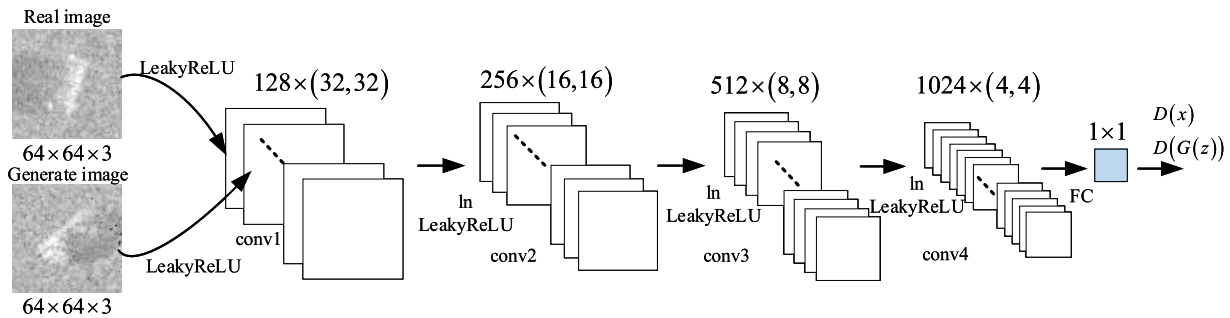 Real image
64×64×3
Generate image
64×64×3
LeakyReLU
LeakyReLU
128×(32,32)
conv1
ln
LeakyReLU
256×(16,16)
conv2
ln
LeakyReLU
512×(8,8)
conv3
ln
LeakyReLU
1024×(4,4)
conv4
FC
1×1
D(x)
D(G(z))